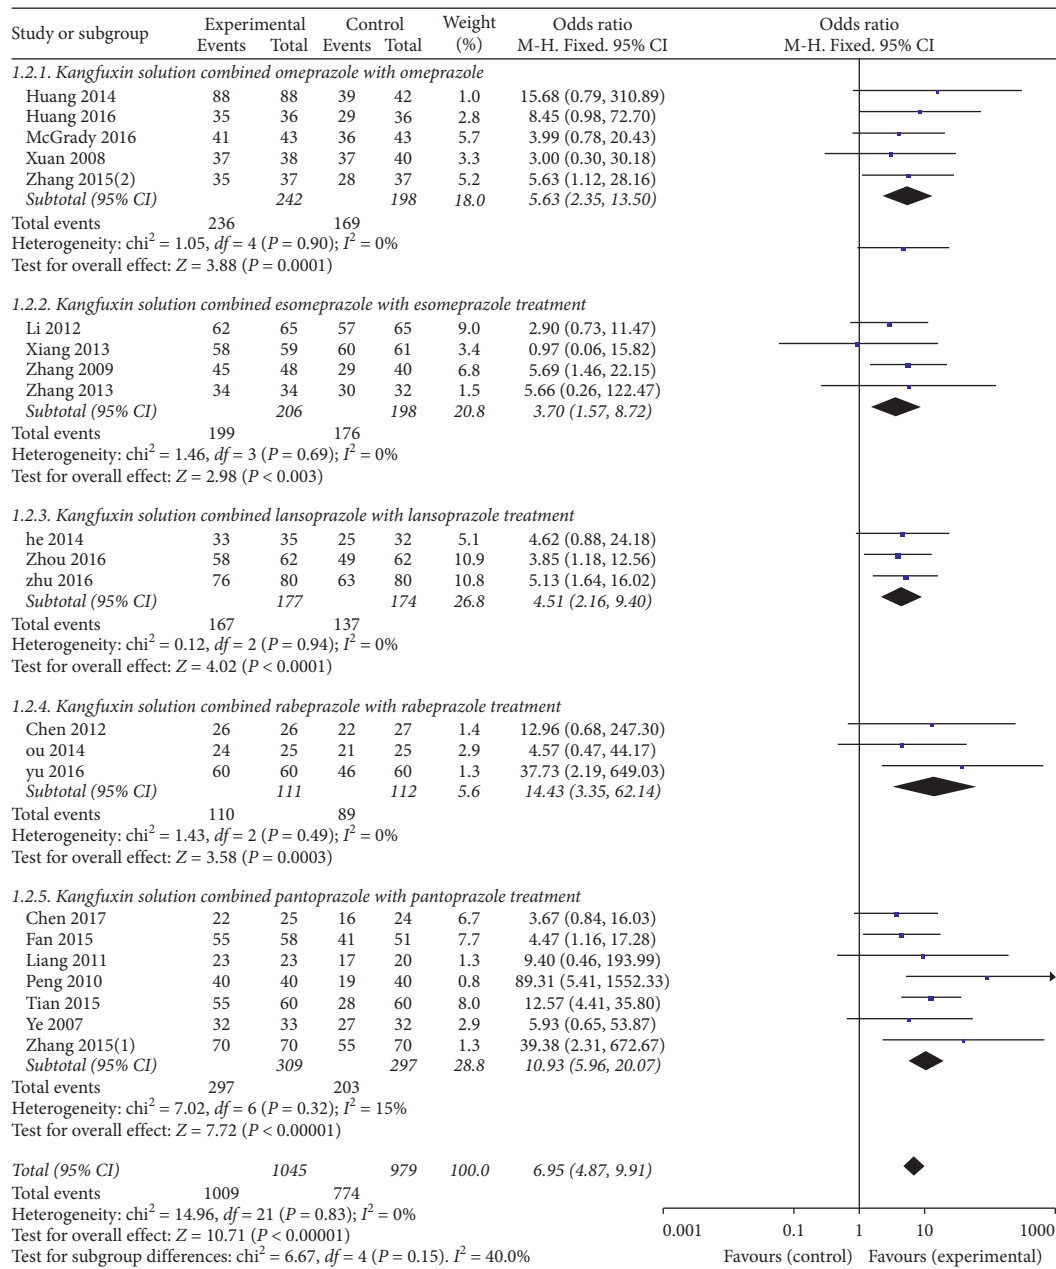 Study or subgroup Experimental Control Weight Odds ratio Odds ratio
Events Total Events Total (%) M-H. Fixed. 95% CI M-H. Fixed. 95% CI
1.2.1. Kangfuxin solution combined omeprazole with omeprazole
Huang 2014 88 88 39 42 1.0 15.68 (0.79, 310.89)
Huang 2016 35 36 29 36 2.8 8.45 (0.98, 72.70)
McGrady 2016 41 43 36 43 5.7 3.99 (0.78, 20.43)
Xuan 2008 37 38 37 40 3.3 3.00 (0.30, 30.18)
Zhang 2015(2) 35 37 28 37 5.2 5.63 (1.12, 28.16)
Subtotal (95% CI) 242 198 18.0 5.63 (2.35, 13.50)
Total events 236 169
Heterogeneity: chi² = 1.05, df = 4 (P = 0.90); I² = 0%
Test for overall effect: Z = 3.88 (P = 0.0001)
1.2.2. Kangfuxin solution combined esomeprazole with esomeprazole treatment
Li 2012 62 65 57 65 9.0 2.90 (0.73, 11.47)
Xiang 2013 58 59 60 61 3.4 0.97 (0.06, 15.82)
Zhang 2009 45 48 29 40 6.8 5.69 (1.46, 22.15)
Zhang 2013 34 34 30 32 1.5 5.66 (0.26, 122.47)
Subtotal (95% CI) 206 198 20.8 3.70 (1.57, 8.72)
Total events 199 176
Heterogeneity: chi² = 1.46, df = 3 (P = 0.69); I² = 0%
Test for overall effect: Z = 2.98 (P < 0.003)
1.2.3. Kangfuxin solution combined lansoprazole with lansoprazole treatment
he 2014 33 35 25 32 5.1 4.62 (0.88, 24.18)
Zhou 2016 58 62 49 62 10.9 3.85 (1.18, 12.56)
zhu 2016 76 80 63 80 10.8 5.13 (1.64, 16.02)
Subtotal (95% CI) 177 174 26.8 4.51 (2.16, 9.40)
Total events 167 137
Heterogeneity: chi² = 0.12, df = 2 (P = 0.94); I² = 0%
Test for overall effect: Z = 4.02 (P < 0.0001)
1.2.4. Kangfuxin solution combined rabeprazole with rabeprazole treatment
Chen 2012 26 26 22 27 1.4 12.96 (0.68, 247.30)
ou 2014 24 25 21 25 2.9 4.57 (0.47, 44.17)
yu 2016 60 60 46 60 1.3 37.73 (2.19, 649.03)
Subtotal (95% CI) 111 112 5.6 14.43 (3.35, 62.14)
Total events 110 89
Heterogeneity: chi² = 1.43, df = 2 (P = 0.49); I² = 0%
Test for overall effect: Z = 3.58 (P = 0.0003)
1.2.5. Kangfuxin solution combined pantoprazole with pantoprazole treatment
Chen 2017 22 25 16 24 6.7 3.67 (0.84, 16.03)
Fan 2015 55 58 41 51 7.7 4.47 (1.16, 17.28)
Liang 2011 23 23 17 20 1.3 9.40 (0.46, 193.99)
Peng 2010 40 40 19 40 0.8 89.31 (5.41, 1552.33)
Tian 2015 55 60 28 60 8.0 12.57 (4.41, 35.80)
Ye 2007 32 33 27 32 2.9 5.93 (0.65, 53.87)
Zhang 2015(1) 70 70 55 70 1.3 39.38 (2.31, 672.67)
Subtotal (95% CI) 309 297 28.8 10.93 (5.96, 20.07)
Total events 297 203
Heterogeneity: chi² = 7.02, df = 6 (P = 0.32); I² = 15%
Test for overall effect: Z = 7.72 (P < 0.00001)
Total (95% CI) 1045 979 100.0 6.95 (4.87, 9.91)
Total events 1009 774
Heterogeneity: chi² = 14.96, df = 21 (P = 0.83); I² = 0%
Test for overall effect: Z = 10.71 (P < 0.00001)
Test for subgroup differences: chi² = 6.67, df = 4 (P = 0.15). I² = 40.0%
0.001 0.1 1 10 1000
Favours (control) Favours (experimental)